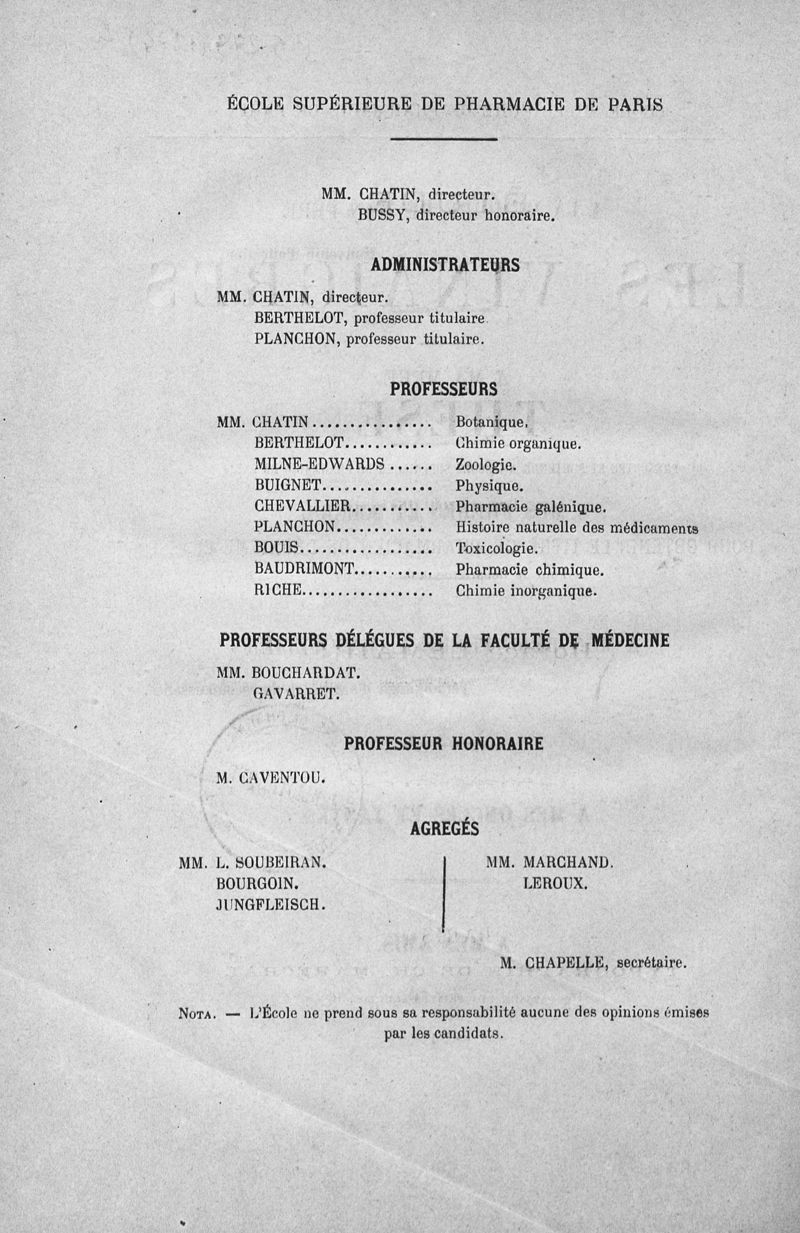 ÉCOLE SUPÉRIEURE DE PHARMACIE DE PARIS
MM. CHATIN, directeur.
BUSSY, directeur honoraire.
ADMINISTRATEURS
MM. CHATIN, directeur.
BERTHELOT, professeur titulaire
PLANCHON, professeur titulaire.
PROFESSEURS
MM. CHATIN................ Botanique.
BERTHELOT............ Chimie organique.
MILNE-EDWARDS ...... Zoologie.
BUIGNET............... Physique.
CHEVALLIER........... Pharmacie galénique.
PLANCHON............. Histoire naturelle des médicaments
BOUIS.................. Toxicologie.
BAUDRIMONT........... Pharmacie chimique.
RICHE.................. Chimie inorganique.
PROFESSEURS DÉLÉGUES DE LA FACULTÉ DE MÉDECINE
MM. BOUCHARDAT.
GAVARRET.
PROFESSEUR HONORAIRE
M. CAVENTOU.
AGREGÉS
MM. L. SOUBEIRAN.
BOURGOIN.
JUNGFLEISCH.
MM. MARCHAND.
LEROUX.
M. CHAPELLE, secrétaire.
NOTA. — L'École ne prend sous sa responsabilité aucune des opinions émises
par les candidats.